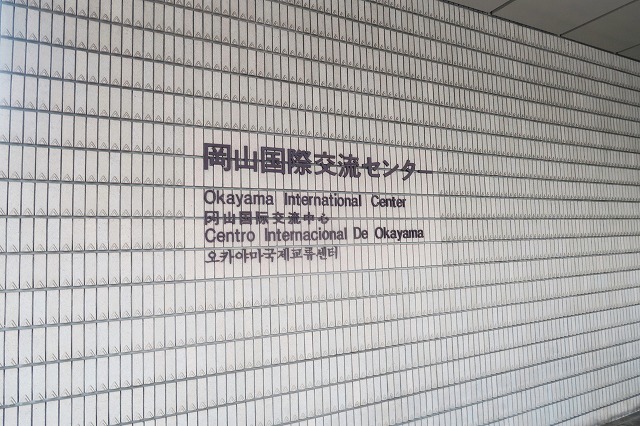 岡山国際交流センター
Okayama International Center
冈山国际交流中心
Centro Internacional De Okayama
오카야마국제교류센터